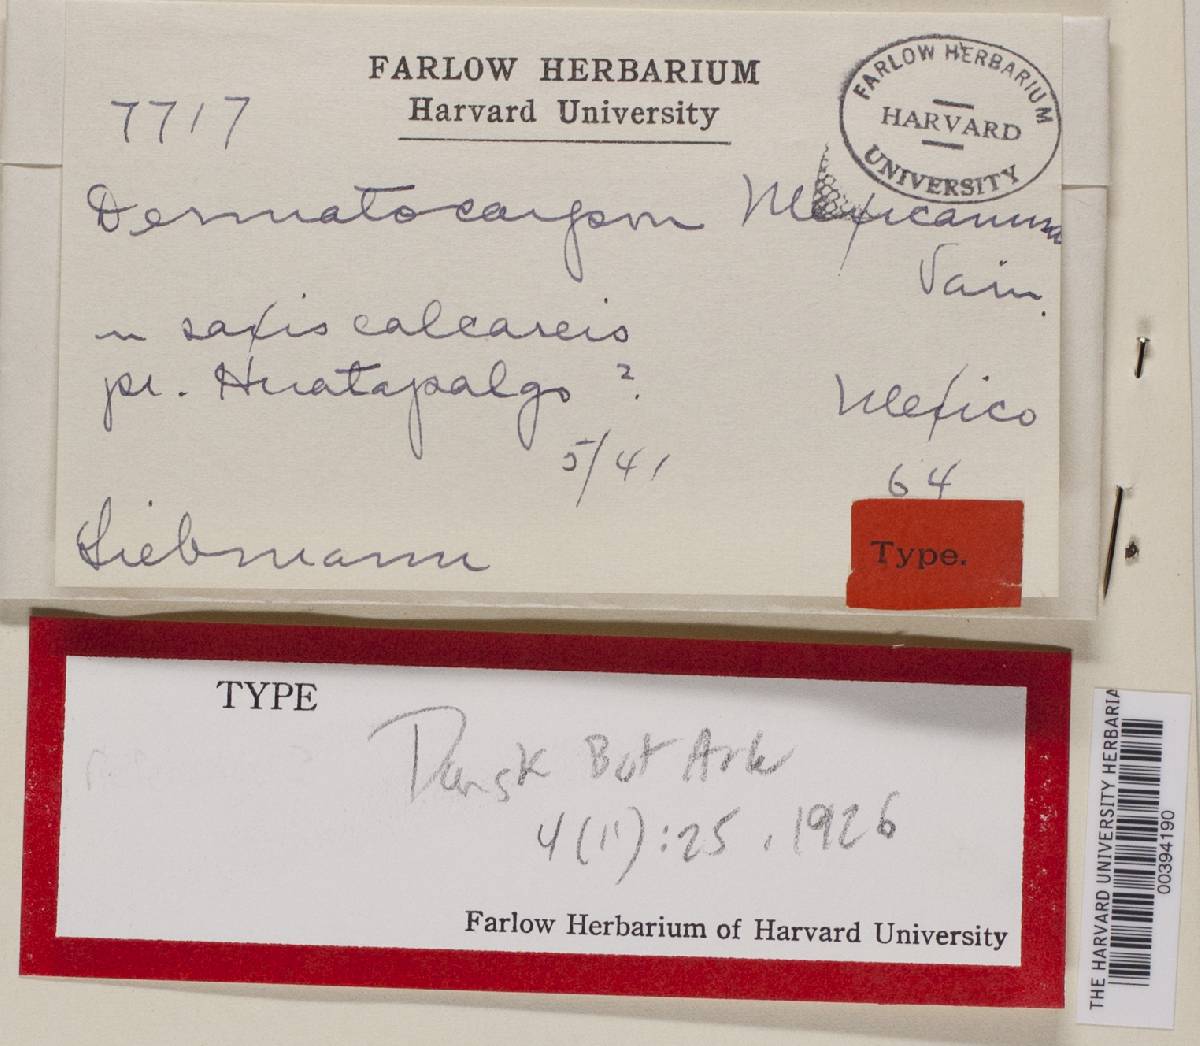 FARLOW HERBARIUM
Harvard University
7717
FARLOW HERBARIUM
HARVARD
UNIVERSITY
Dermatocarpon Mexicanum
Vain.
in saxis calcareis
pr. Huatapalgo ?
Mexico
5/41
64
Liebmann
Type.
TYPE
Dansk Bot Ark
4(11):25, 1926
Farlow Herbarium of Harvard University
THE HARVARD UNIVERSITY HERBARIA
00394190